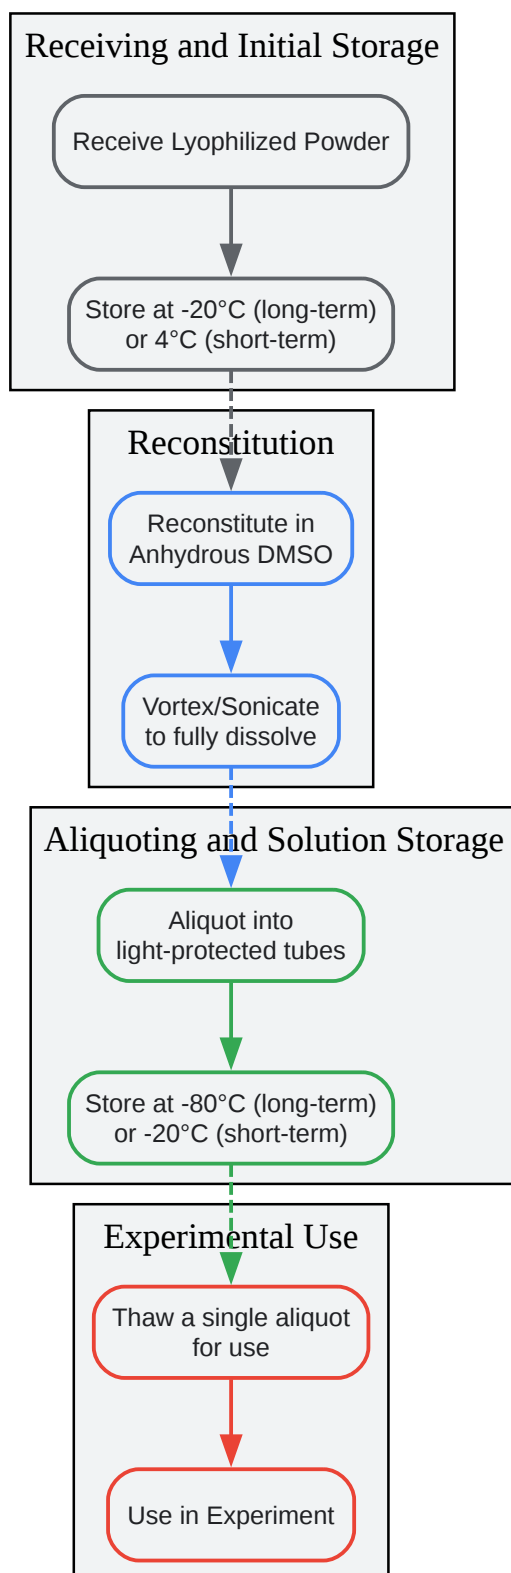 Receiving and Initial Storage
Receive Lyophilized Powder
Store at -20°C (long-term)
or 4°C (short-term)
Reconstitution
Reconstitute in
Anhydrous DMSO
Vortex/Sonicate
to fully dissolve
Aliquoting and Solution Storage
Aliquot into
light-protected tubes
Store at -80°C (long-term)
or -20°C (short-term)
Experimental Use
Thaw a single aliquot
for use
Use in Experiment